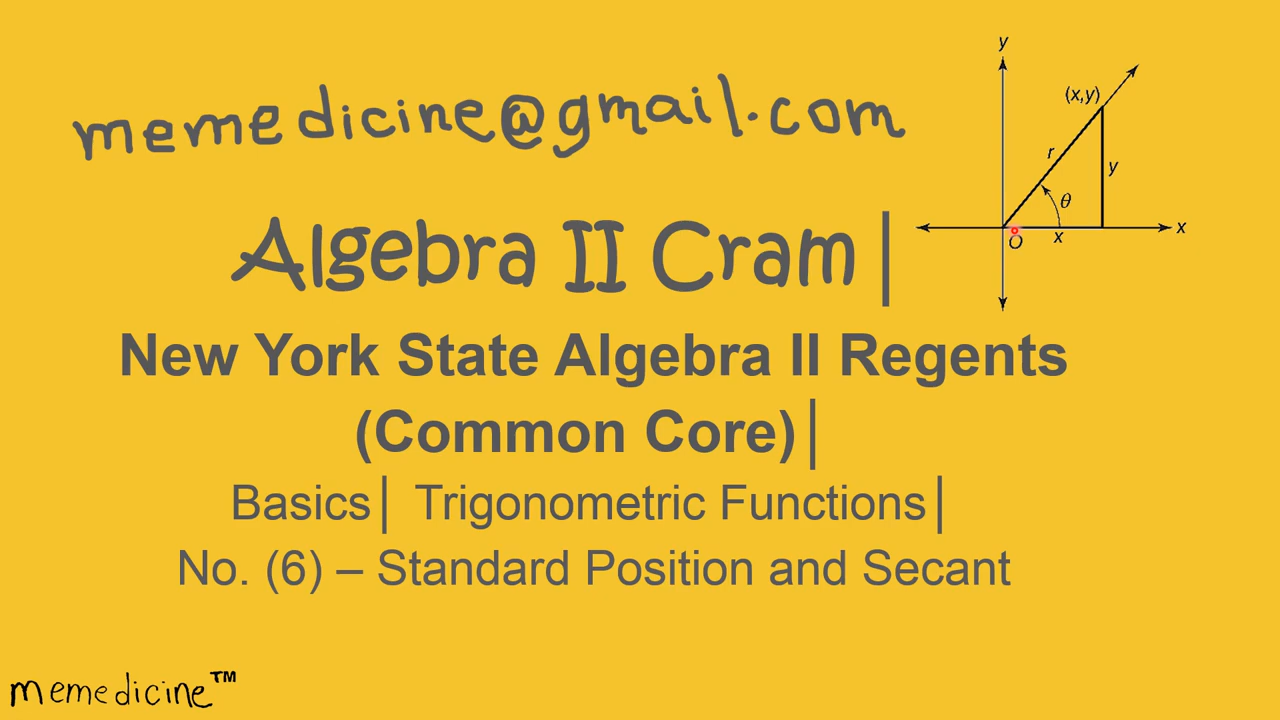 memedicine@gmail.com
Algebra II Cram|
New York State Algebra II Regents
(Common Core)|
Basics| Trigonometric Functions|
No. (6) – Standard Position and Secant
y
(x,y)
r
y
θ
O
x
x
memedicine™